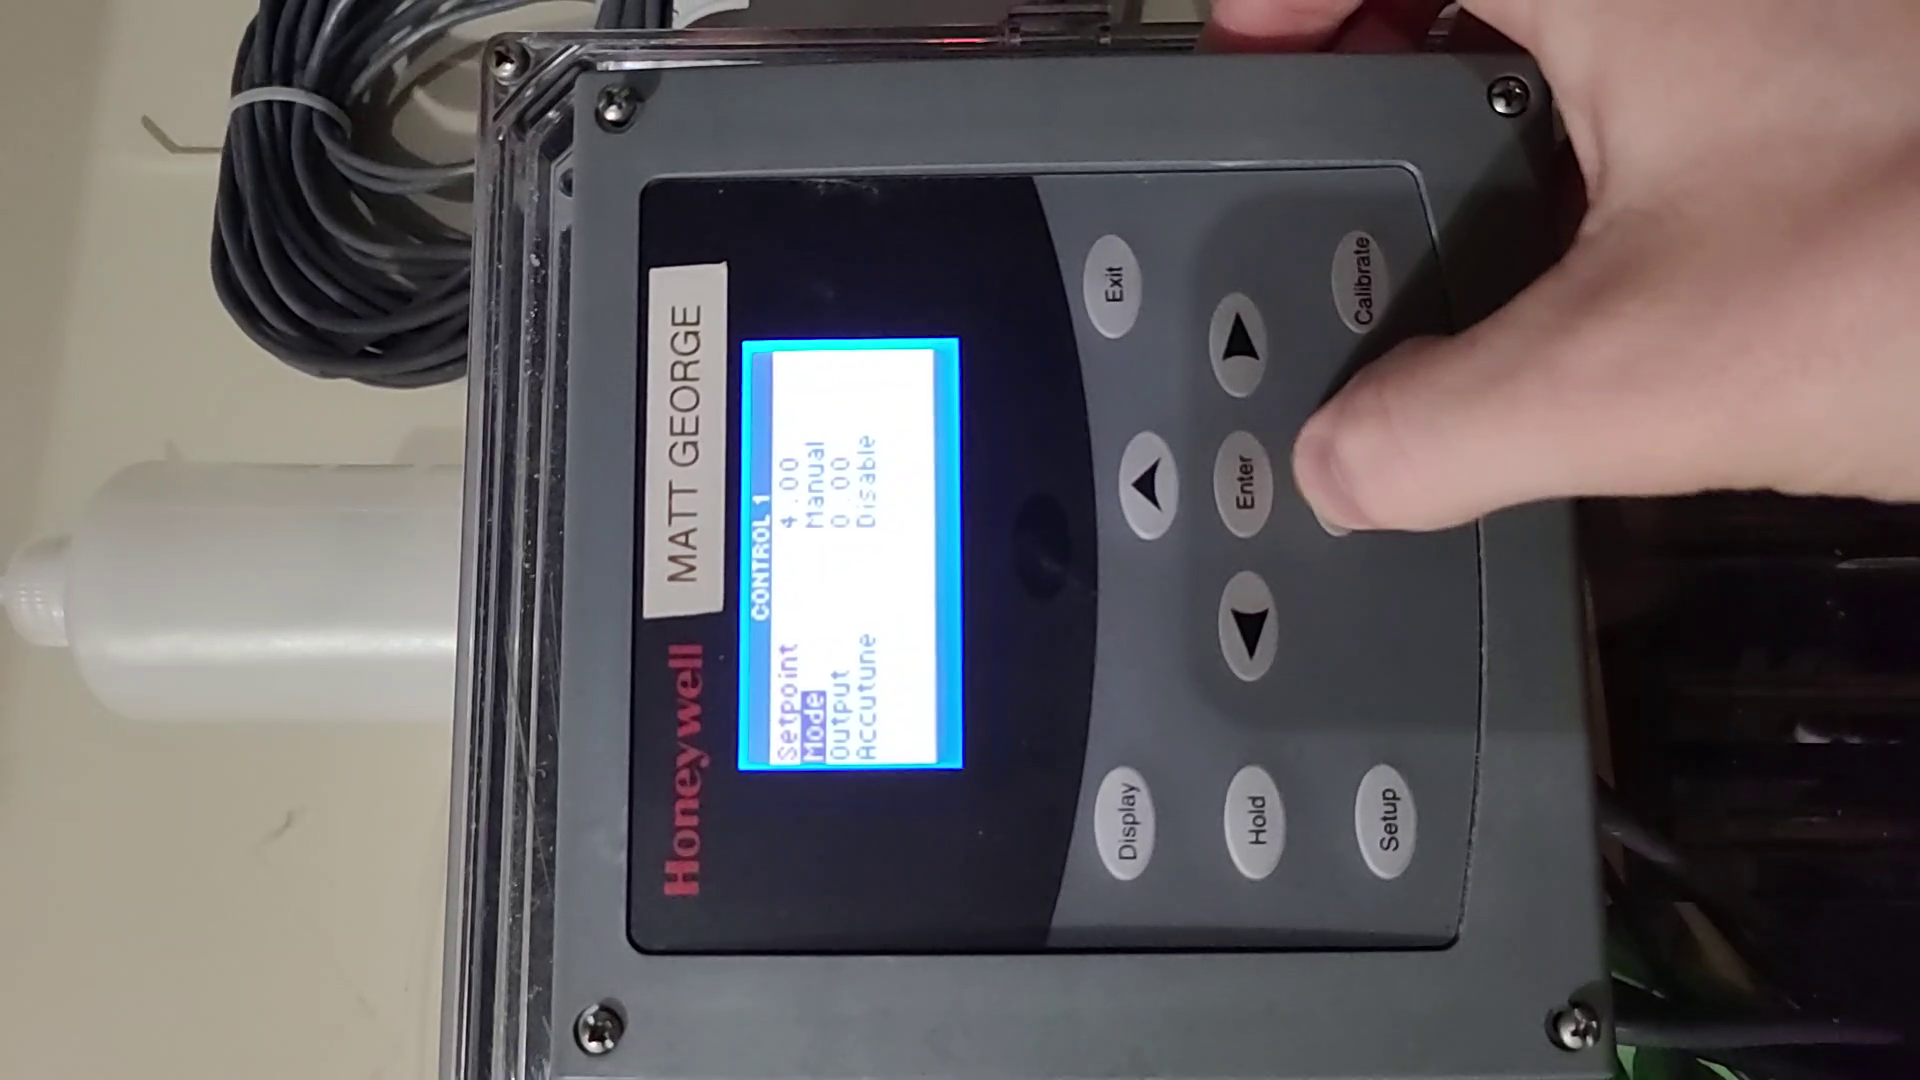 Honeywell
MATT GEORGE
CONTROL 1
Setpoint 4.00
Mode Manual
Output 0.00
Accutune Disable
Display
Exit
Hold
Enter
Setup
Calibrate